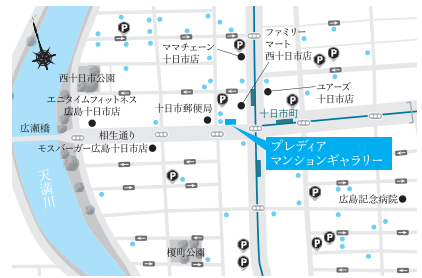 ファミリー
マート
西十日市店
ママチェーン
十日市店
西十日市公園
ユアーズ
十日市店
エニタイムフィットネス
広島十日市店
十日市郵便局
十日市町
広瀬橋
相生通り
モスバーガー広島十日市店
プレディア
マンションギャラリー
天満川
広島記念病院
榎町公園
P
P
P
P
P
P
P
P
P
P
P